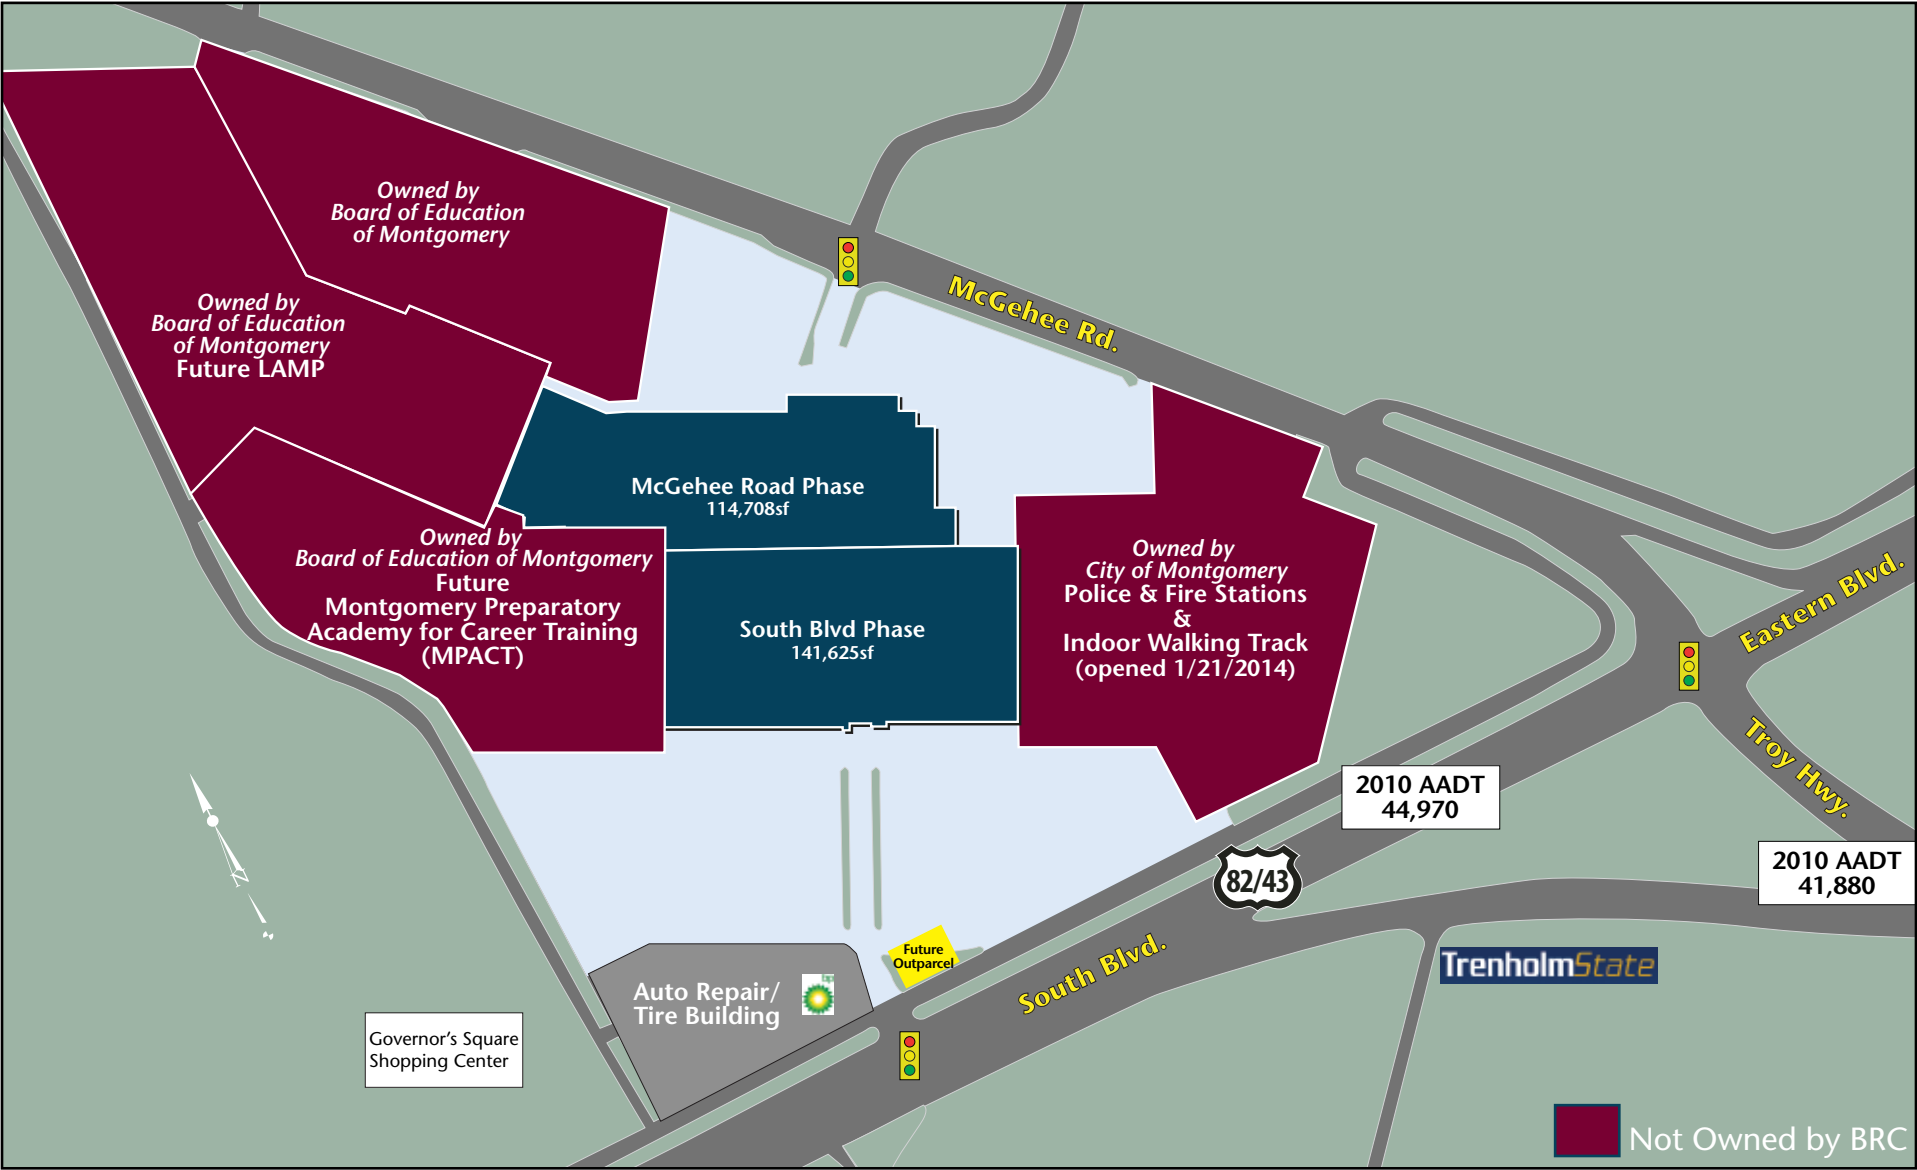 Owned by
Board of Education
of Montgomery
Owned by
Board of Education
of Montgomery
Future LAMP
McGehee Rd.
McGehee Road Phase
114,708sf
Owned by
Board of Education of Montgomery
Future
Montgomery Preparatory
Academy for Career Training
(MPACT)
South Blvd Phase
141,625sf
Owned by
City of Montgomery
Police & Fire Stations
&
Indoor Walking Track
(opened 1/21/2014)
Eastern Blvd.
Troy Hwy.
2010 AADT
44,970
2010 AADT
41,880
82/43
N
South Blvd.
Future
Outparcel
TrenholmState
Auto Repair/
Tire Building
bp
Governor's Square
Shopping Center
Not Owned by BRC